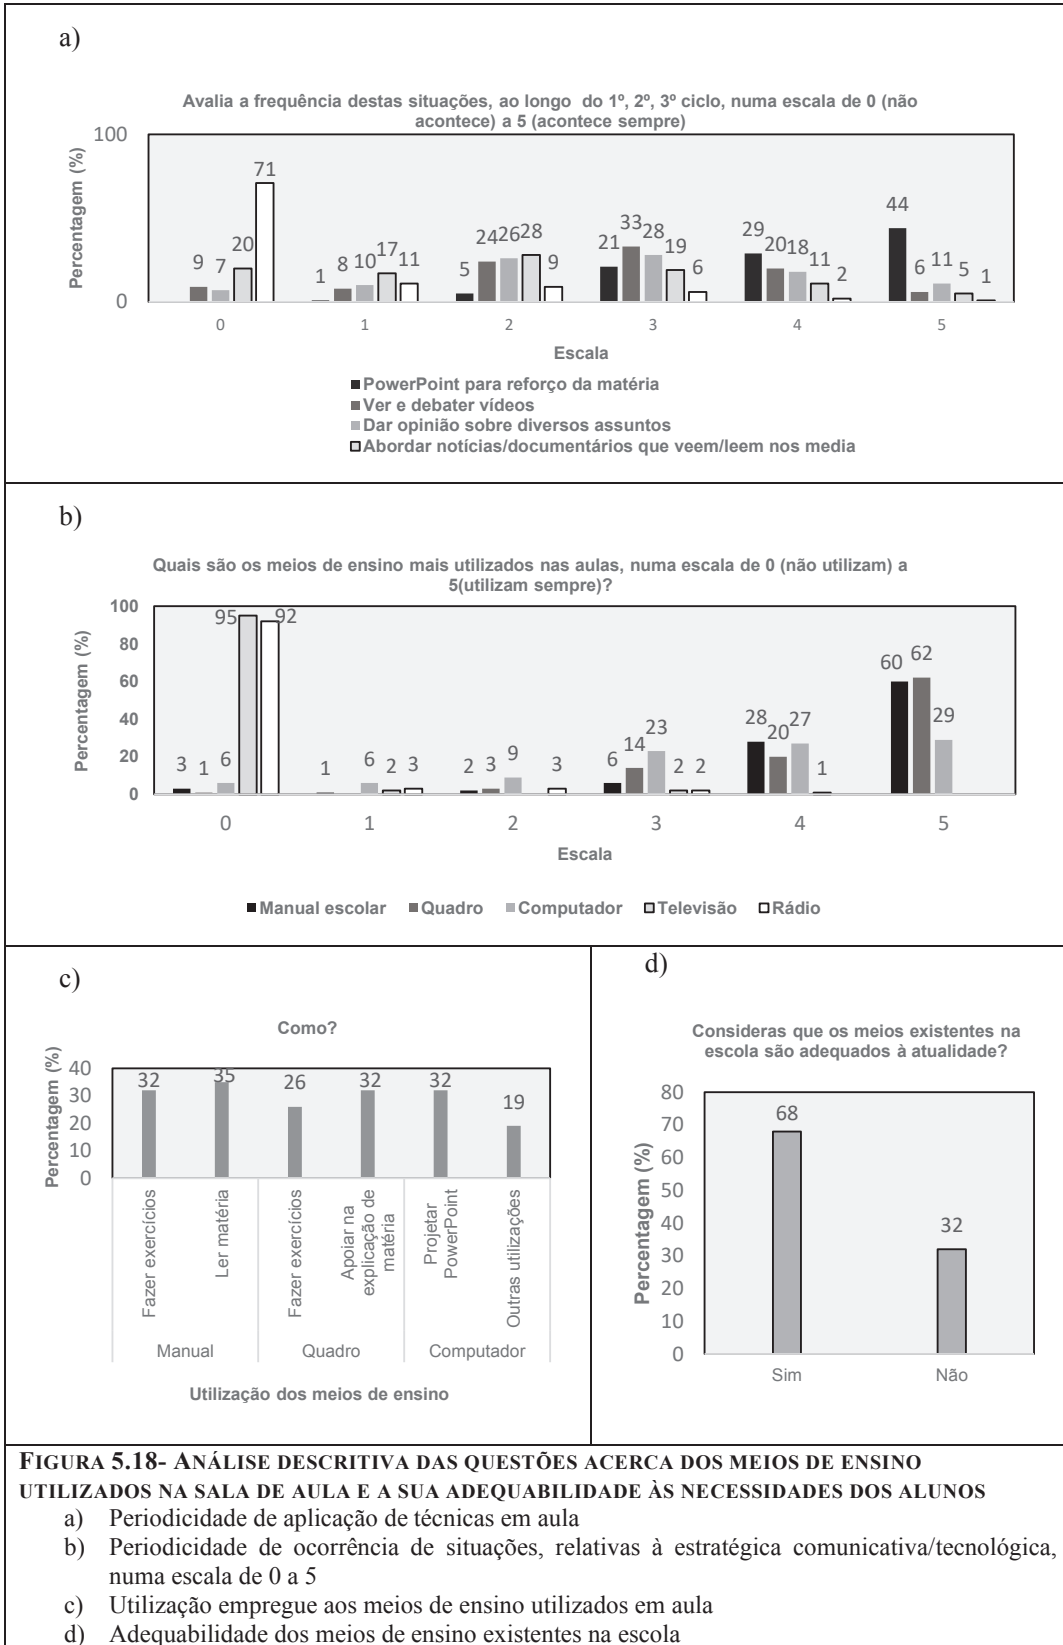 a)
Avalia a frequência destas situações, ao longo do 1º, 2º, 3º ciclo, numa escala de 0 (não
acontece) a 5 (acontece sempre)
Percentagem (%)
100
0
9 7 20 71
1 8 10 17 11
5 24 26 28 9
21 33 28 19 6
29 20 18 11 2
44 6 11 5 1
0 1 2 3 4 5
Escala
PowerPoint para reforço da matéria
Ver e debater vídeos
Dar opinião sobre diversos assuntos
Abordar notícias/documentários que veem/leem nos media
b)
Quais são os meios de ensino mais utilizados nas aulas, numa escala de 0 (não utilizam) a
5(utilizam sempre)?
Percentagem (%)
100
80
60
40
20
0
3 1 6 95 92
1 6 2 3
2 3 9 3
6 14 23 2 2
28 20 27 1
60 62 29
0 1 2 3 4 5
Escala
Manual escolar Quadro Computador Televisão Rádio
c)
Como?
Percentagem (%)
40
30
20
10
0
32 35 26 32 32 19
Fazer exercícios
Ler matéria
Fazer exercícios
Apoiar na
explicação de
matéria
Projetar
PowerPoint
Outras utilizações
Manual Quadro Computador
Utilização dos meios de ensino
d)
Consideras que os meios existentes na
escola são adequados à atualidade?
Percentagem (%)
80
70
60
50
40
30
20
10
0
68 32
Sim Não
FIGURA 5.18- ANÁLISE DESCRITIVA DAS QUESTÕES ACERCA DOS MEIOS DE ENSINO
UTILIZADOS NA SALA DE AULA E A SUA ADEQUABILIDADE ÀS NECESSIDADES DOS ALUNOS
a) Periodicidade de aplicação de técnicas em aula
b) Periodicidade de ocorrência de situações, relativas à estratégica comunicativa/tecnológica,
numa escala de 0 a 5
c) Utilização empregue aos meios de ensino utilizados em aula
d) Adequabilidade dos meios de ensino existentes na escola